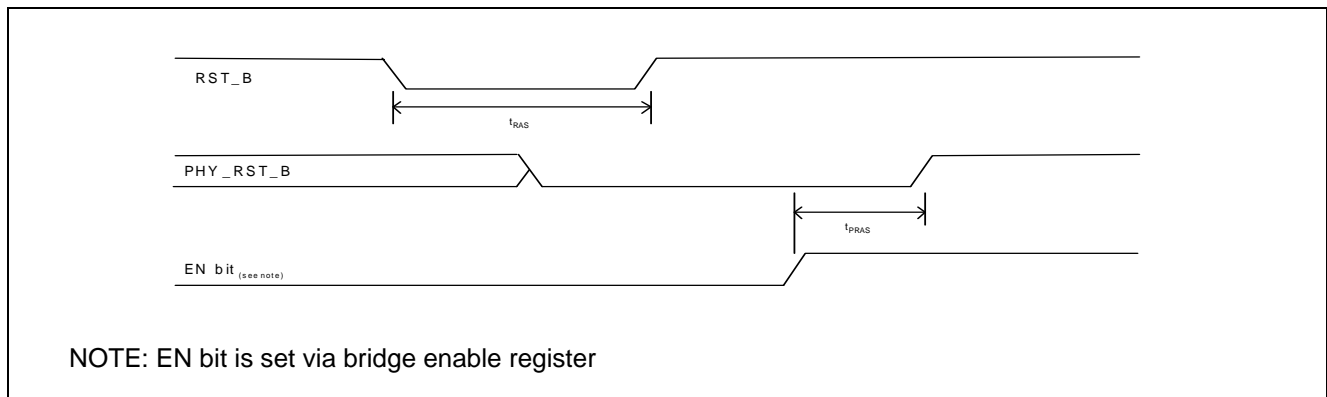 RST_B
tRAS
PHY_RST_B
tPRAS
EN bit (see note)
NOTE: EN bit is set via bridge enable register